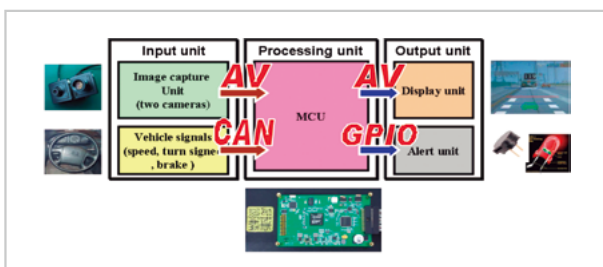 Input unit
Processing unit
Output unit
Image capture
Unit
(two cameras)
AV
MCU
AV
Display unit
Vehicle signals
(speed, turn signe
, brake )
CAN
GPIO
Alert unit